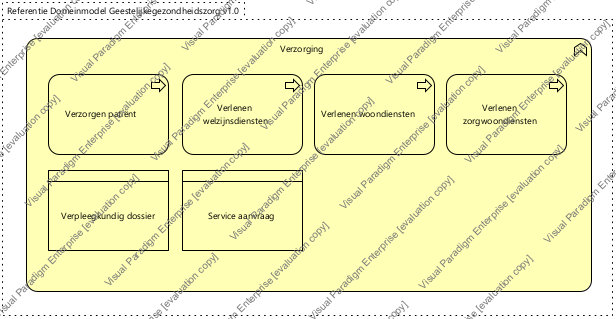 Referentie Domeinmodel Geestelijkegezondheidszorg v1.0
Verzorging
Verzorgen patiënt
Verlenen
welzijnsdiensten
Verlenen woondiensten
Verlenen
zorgwoondiensten
Verpleegkundig dossier
Service aanvraag
Visual Paradigm Enterprise [evaluation copy]